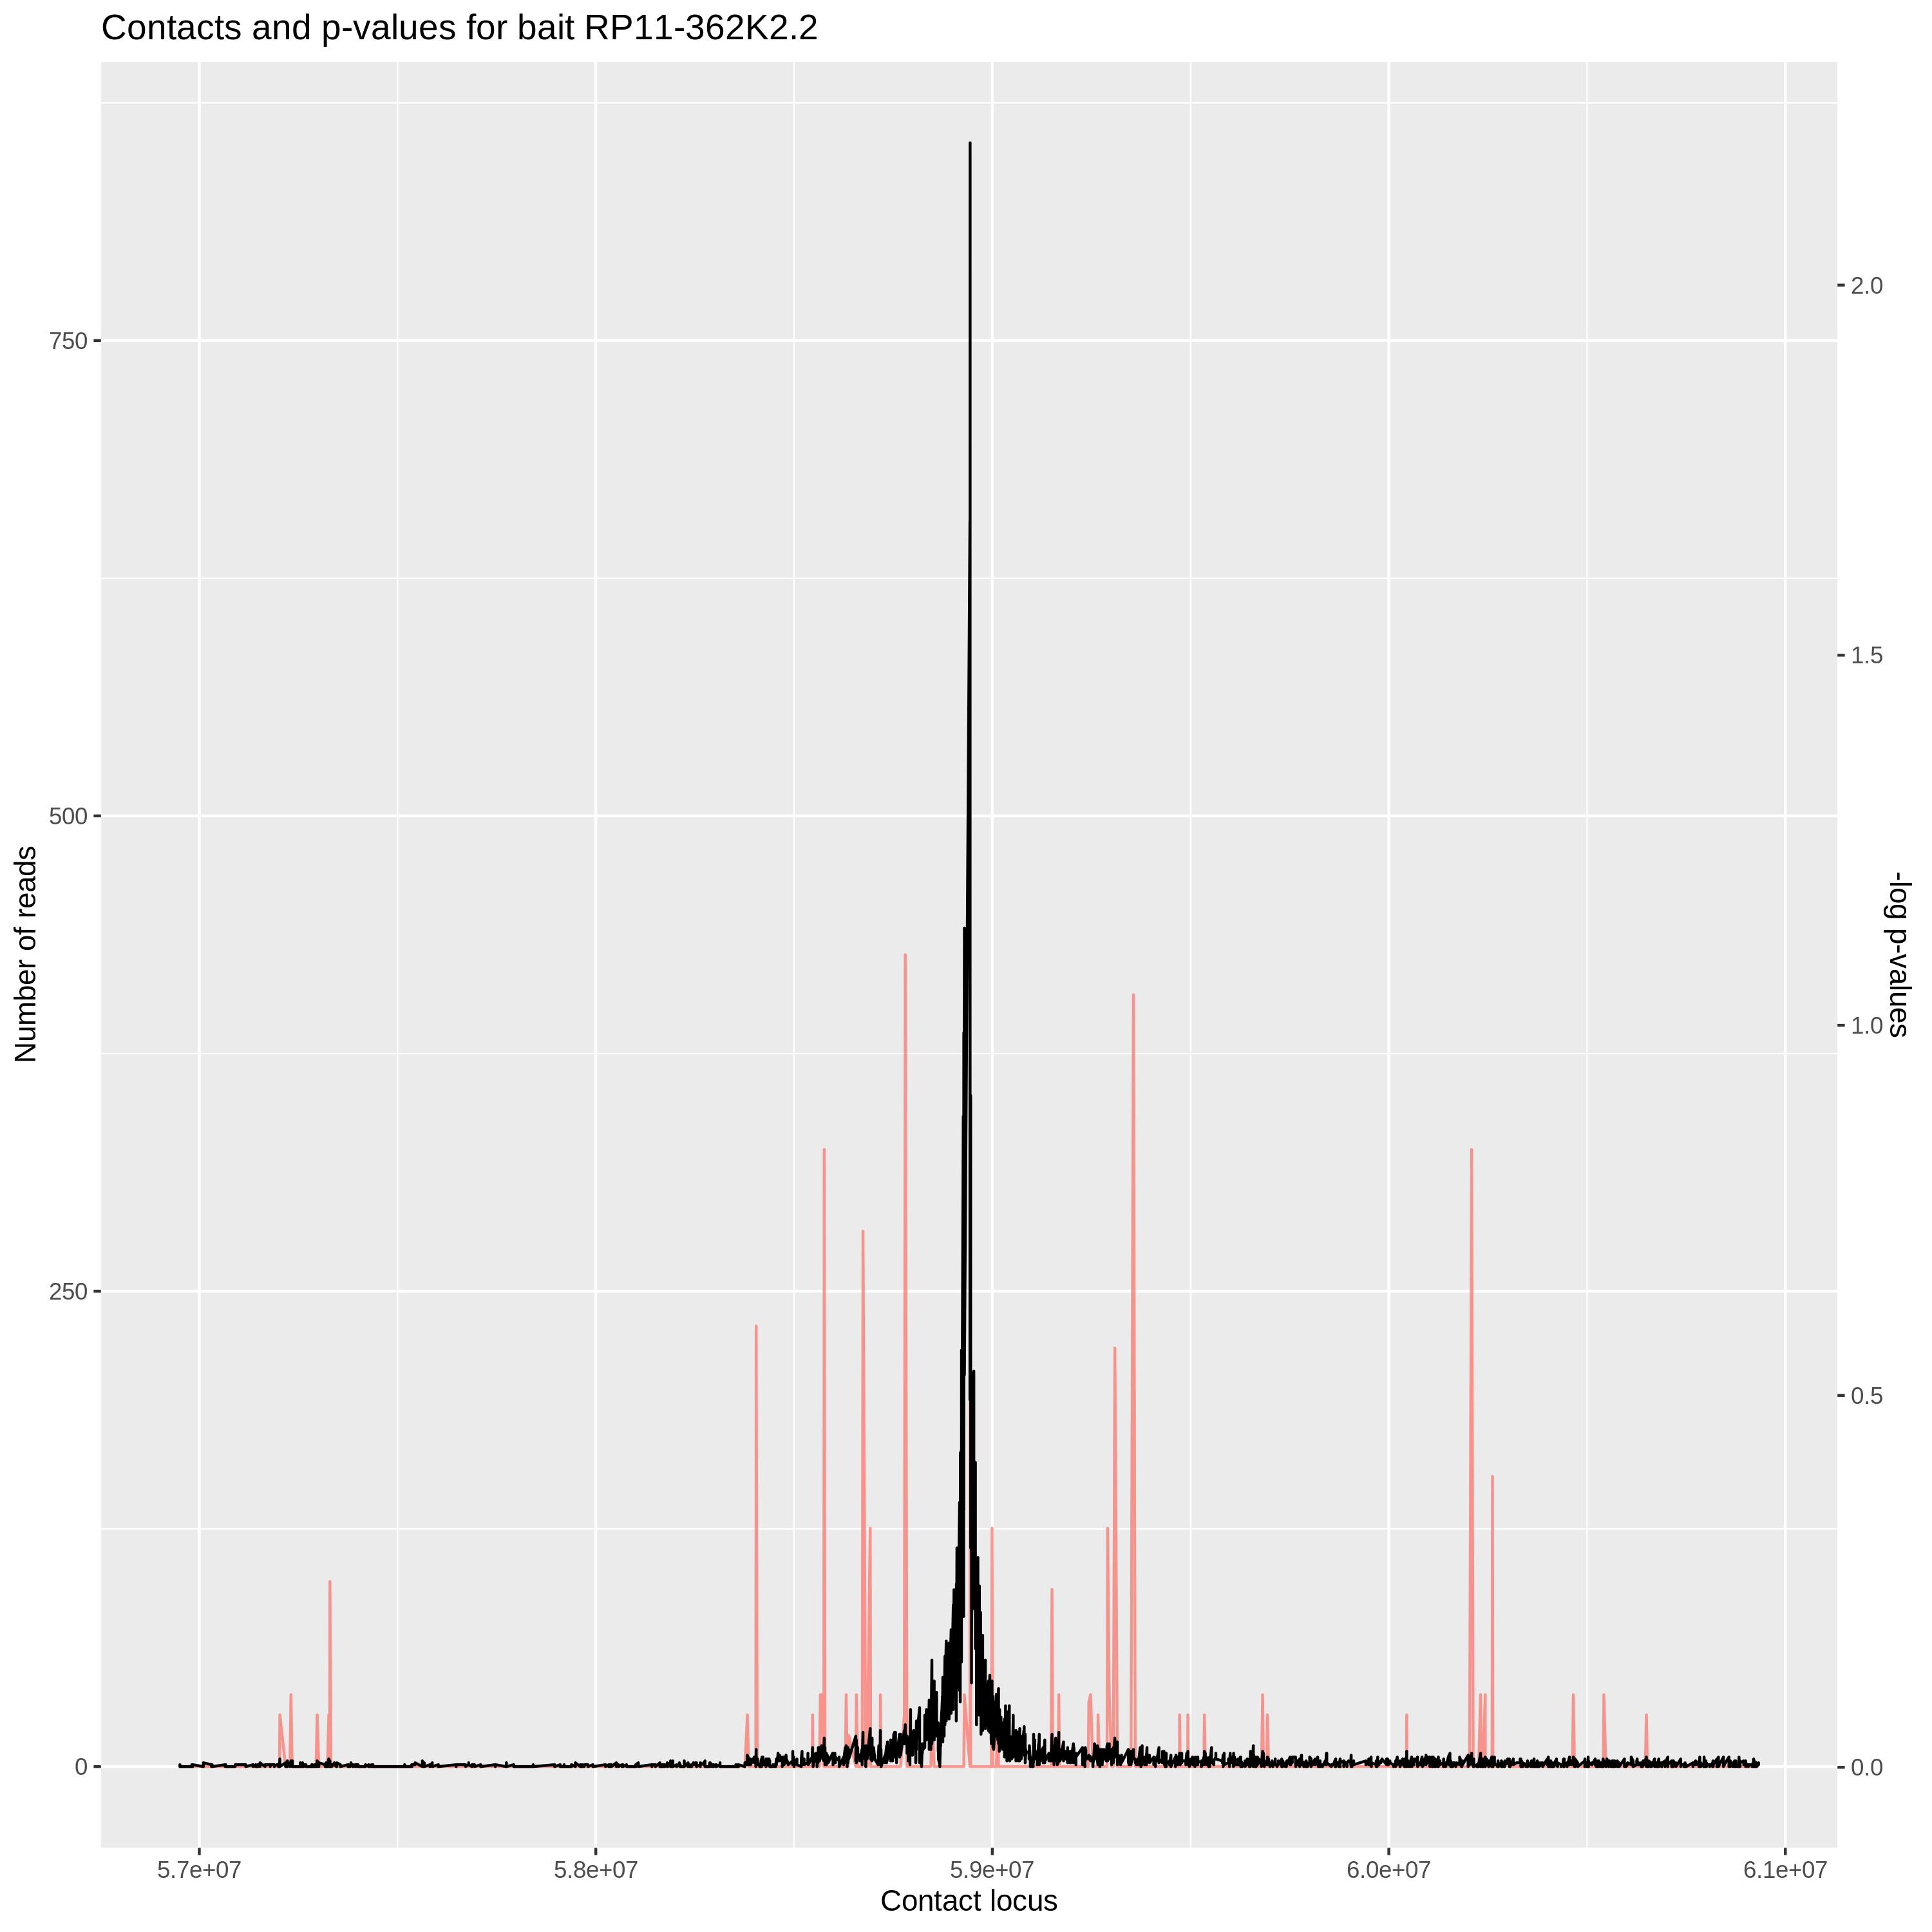 Contacts and p-values for bait RP11-362K2.2
Number of reads
750
500
250
0
2.0
1.5
1.0
0.5
0.0
-log p-values
5.7e+07 5.8e+07 5.9e+07 6.0e+07 6.1e+07
Contact locus